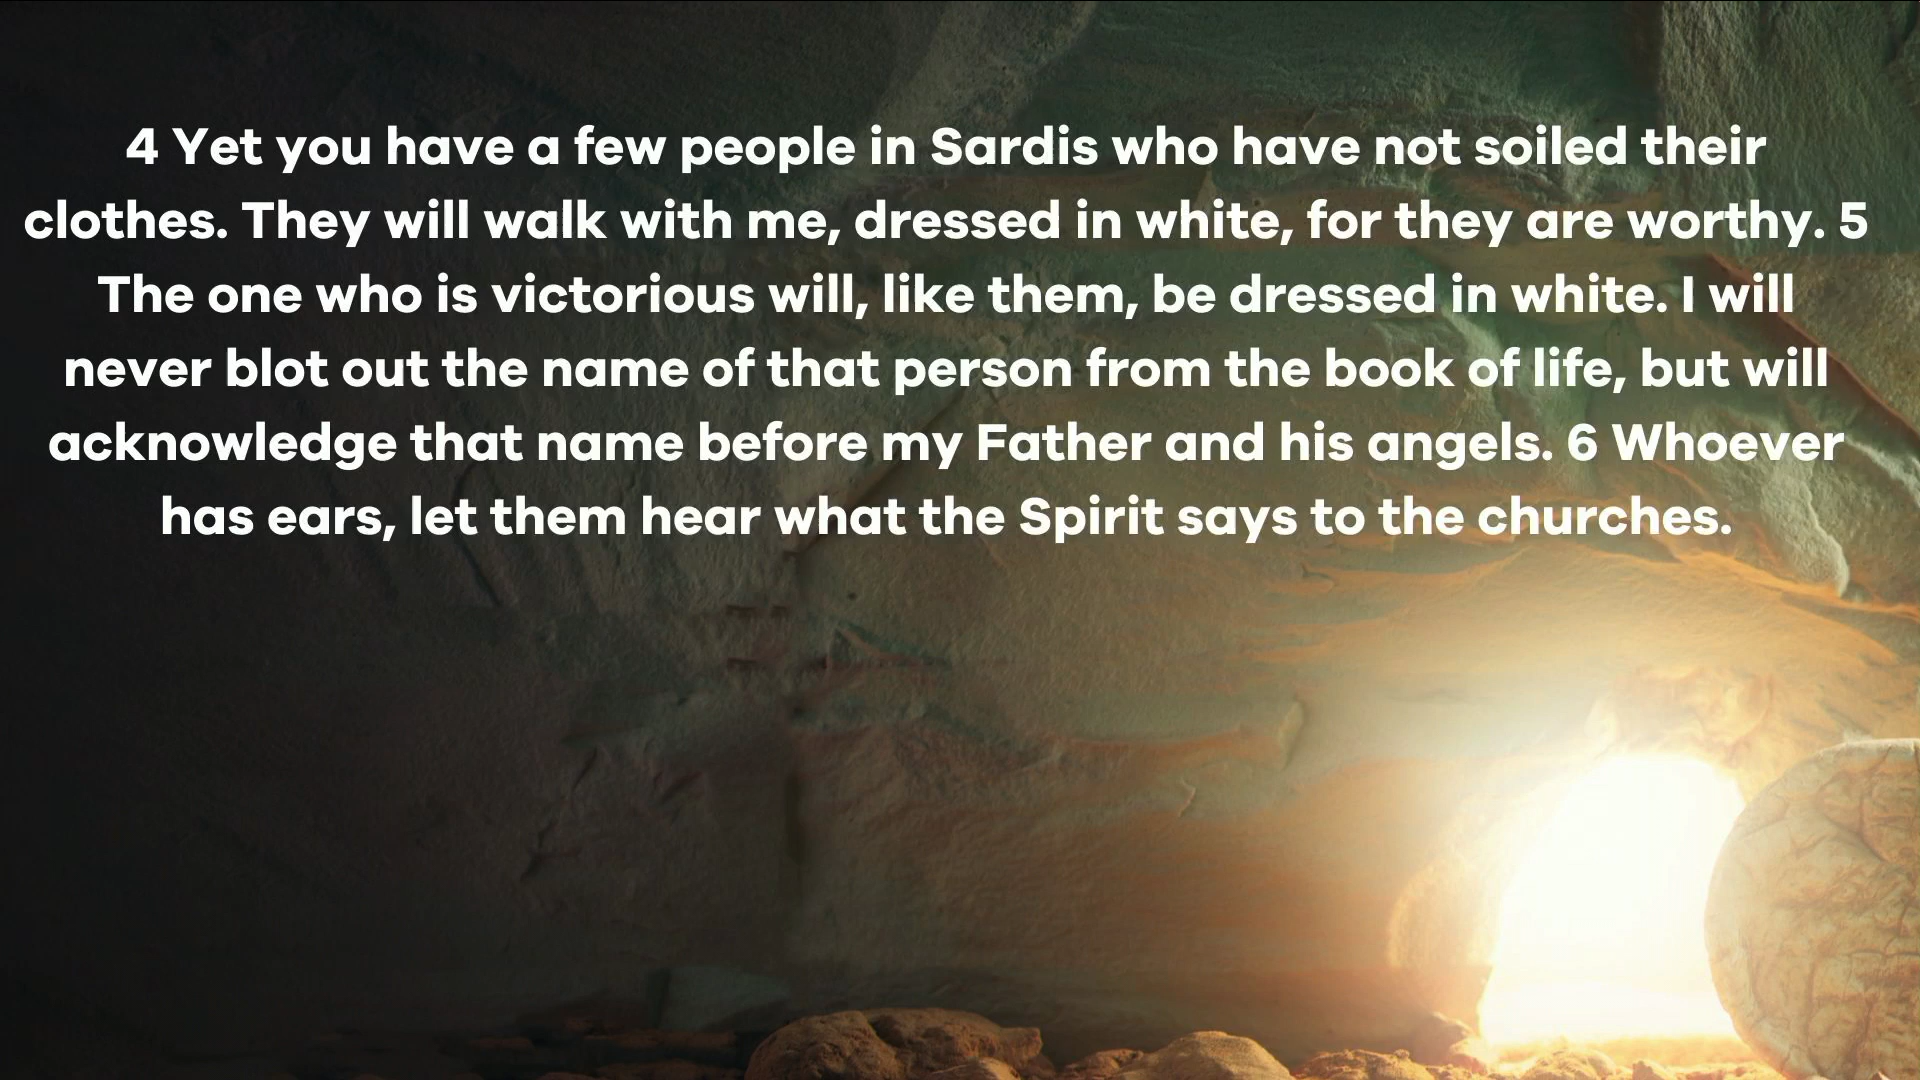 4 Yet you have a few people in Sardis who have not soiled their
clothes. They will walk with me, dressed in white, for they are worthy. 5
The one who is victorious will, like them, be dressed in white. I will
never blot out the name of that person from the book of life, but will
acknowledge that name before my Father and his angels. 6 Whoever
has ears, let them hear what the Spirit says to the churches.